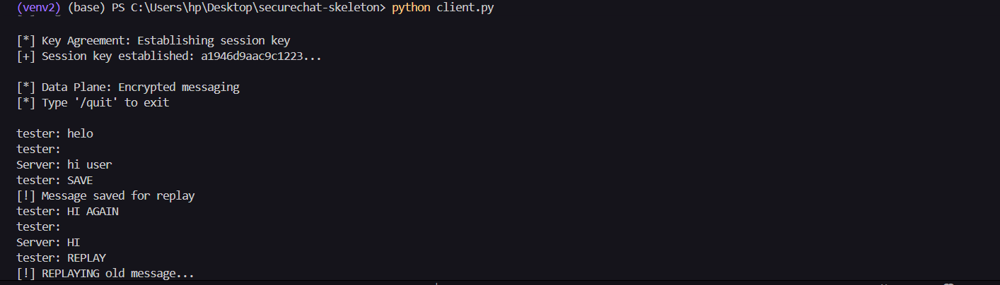 (venv2) (base) PS C:\Users\hp\Desktop\securechat-skeleton> python client.py
[*] Key Agreement: Establishing session key
[+] Session key established: a1946d9aac9c1223...
[*] Data Plane: Encrypted messaging
[*] Type '/quit' to exit
tester: helo
tester:
Server: hi user
tester: SAVE
[!] Message saved for replay
tester: HI AGAIN
tester:
Server: HI
tester: REPLAY
[!] REPLAYING old message...